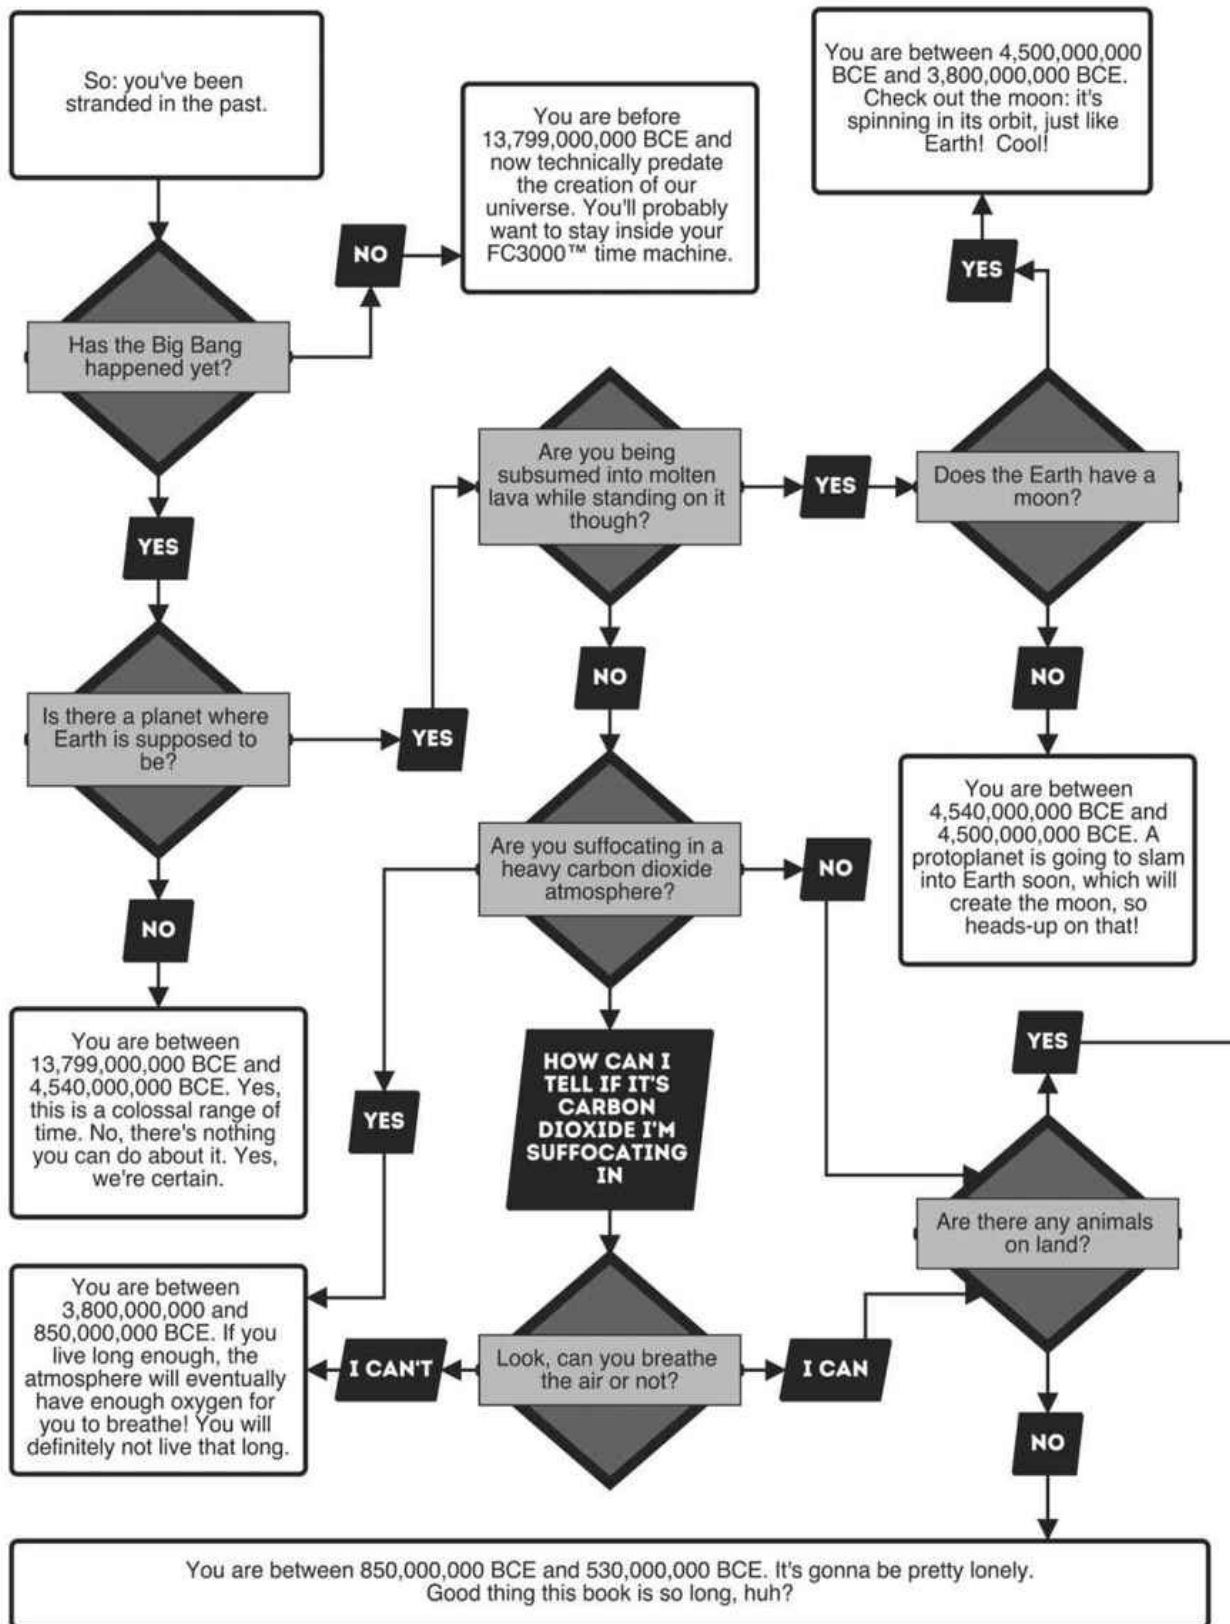 So: you've been
stranded in the past.
You are before
13,799,000,000 BCE and
now technically predate
the creation of our
universe. You'll probably
want to stay inside your
FC3000™ time machine.
You are between 4,500,000,000
BCE and 3,800,000,000 BCE.
Check out the moon: it's
spinning in its orbit, just like
Earth! Cool!
NO
YES
Has the Big Bang
happened yet?
Are you being
subsumed into molten
lava while standing on it
though?
YES
Does the Earth have a
moon?
YES
NO
NO
Is there a planet where
Earth is supposed to
be?
YES
You are between
4,540,000,000 BCE and
4,500,000,000 BCE. A
protoplanet is going to slam
into Earth soon, which will
create the moon, so
heads-up on that!
Are you suffocating in a
heavy carbon dioxide
atmosphere?
NO
NO
You are between
13,799,000,000 BCE and
4,540,000,000 BCE. Yes,
this is a colossal range of
time. No, there's nothing
you can do about it. Yes,
we're certain.
YES
HOW CAN I
TELL IF IT'S
CARBON
DIOXIDE I'M
SUFFOCATING
IN
YES
Are there any animals
on land?
You are between
3,800,000,000 and
850,000,000 BCE. If you
live long enough, the
atmosphere will eventually
have enough oxygen for
you to breathe! You will
definitely not live that long.
I CAN'T
Look, can you breathe
the air or not?
I CAN
NO
You are between 850,000,000 BCE and 530,000,000 BCE. It's gonna be pretty lonely.
Good thing this book is so long, huh?